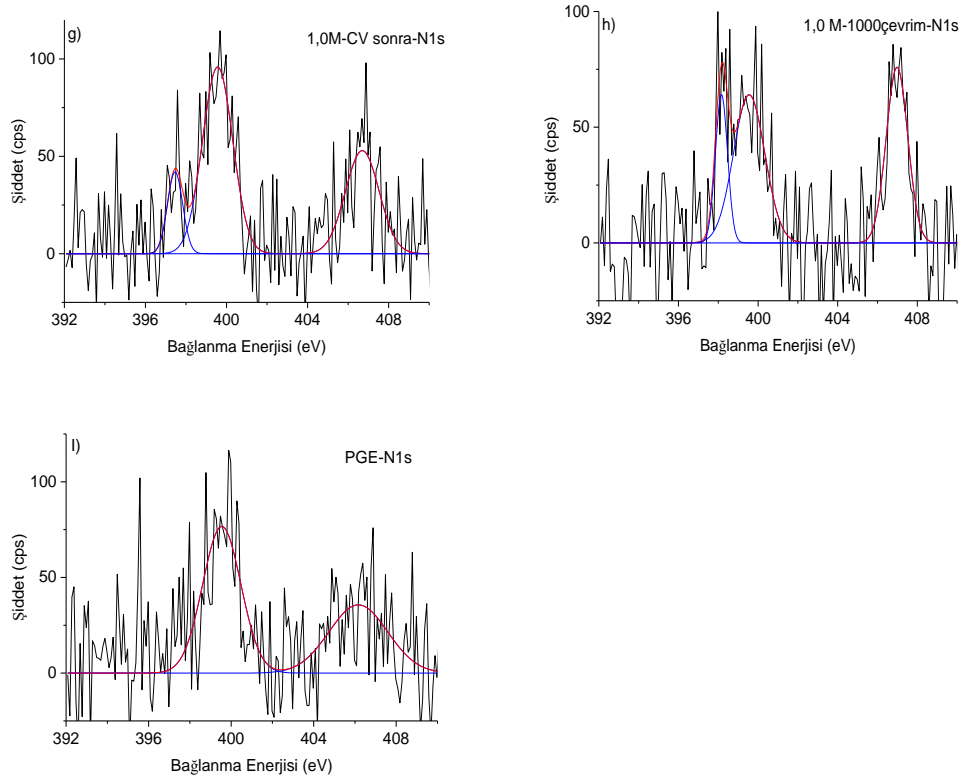 g)
1,0M-CV sonra-N1s
100
50
0
392 396 400 404 408
Şiddet (cps)
Bağlanma Enerjisi (eV)
h)
1,0 M-1000çevrim-N1s
100
50
0
392 396 400 404 408
Şiddet (cps)
Bağlanma Enerjisi (eV)
I)
PGE-N1s
100
50
0
392 396 400 404 408
Şiddet (cps)
Bağlanma Enerjisi (eV)